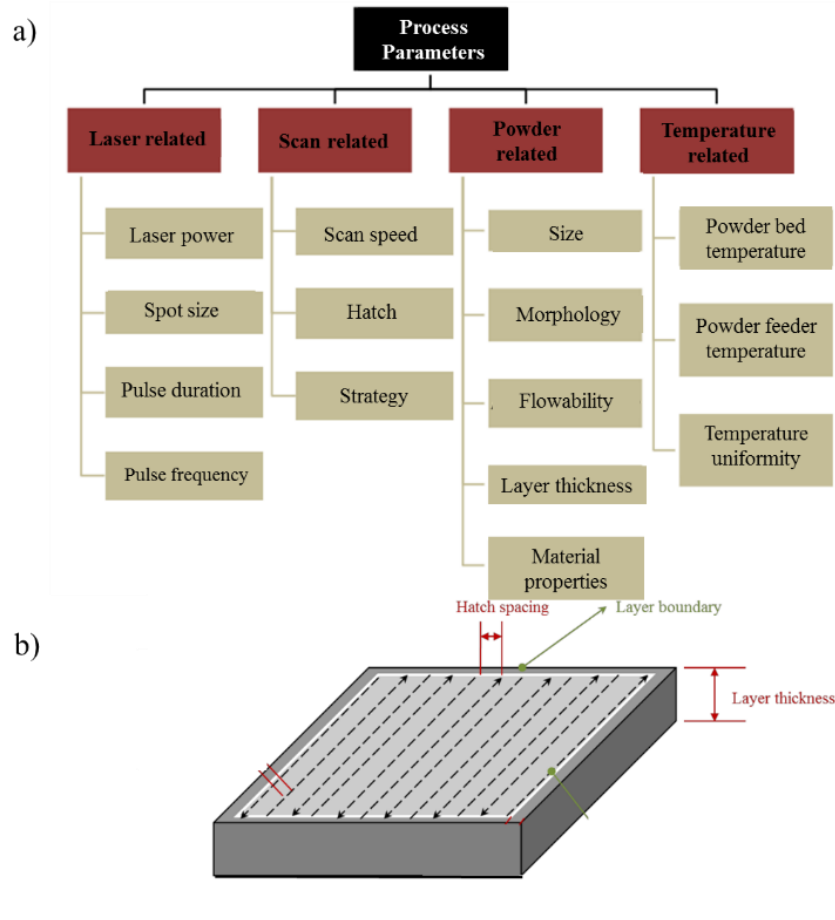 a)
Process
Parameters
Laser related
Scan related
Powder
related
Temperature
related
Laser power
Spot size
Pulse duration
Pulse frequency
Scan speed
Hatch
Strategy
Size
Morphology
Flowability
Layer thickness
Material
properties
Powder bed
temperature
Powder feeder
temperature
Temperature
uniformity
b)
Hatch spacing
Layer boundary
Layer thickness